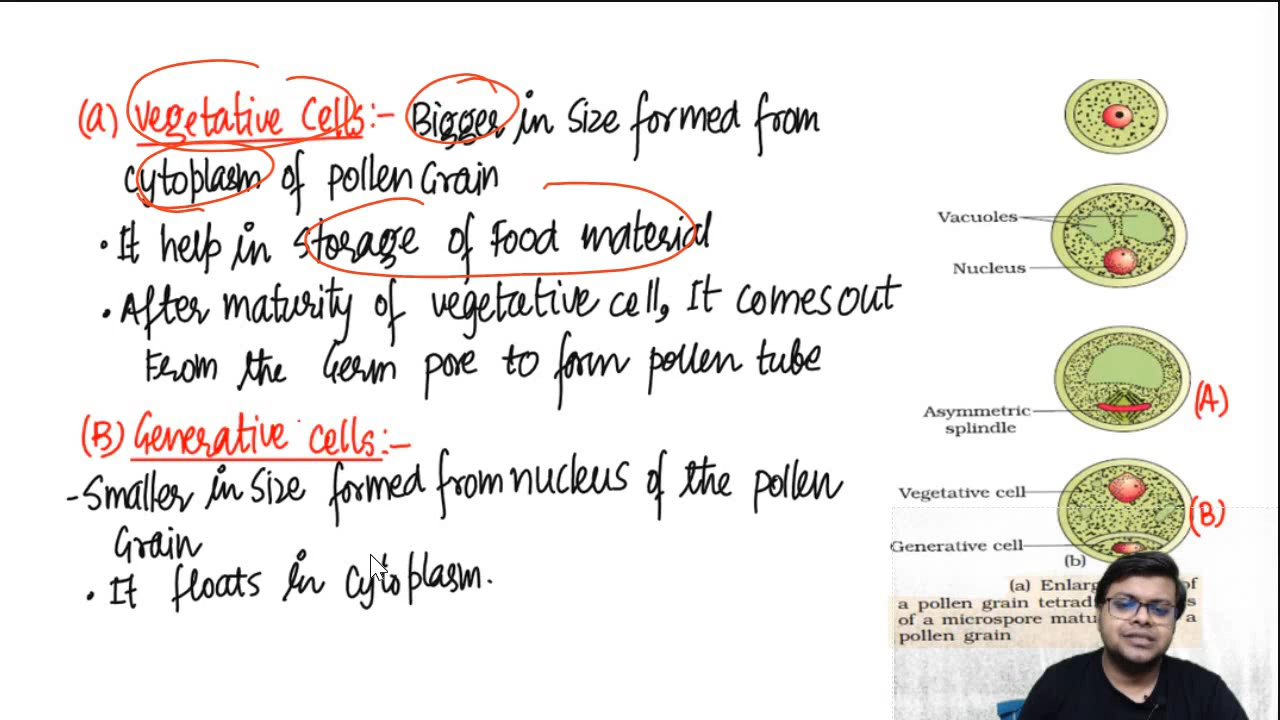 (a) vegetative cells:- Bigger in size formed from
cytoplasm of pollen Grain
• It help in storage of Food material
• After maturity of vegetative cell, It comes out
From the Germ pore to form pollen tube
(B) Generative cells:-
- Smaller in size formed from nucleus of the pollen
Grain
• It floats in cytoplasm.
Vacuoles
Nucleus
Asymmetric
splindle
(A)
Vegetative cell
(B)
Generative cell
(b)
(a) Enlarg of
a pollen grain tetrad s
of a microspore matu a
pollen grain